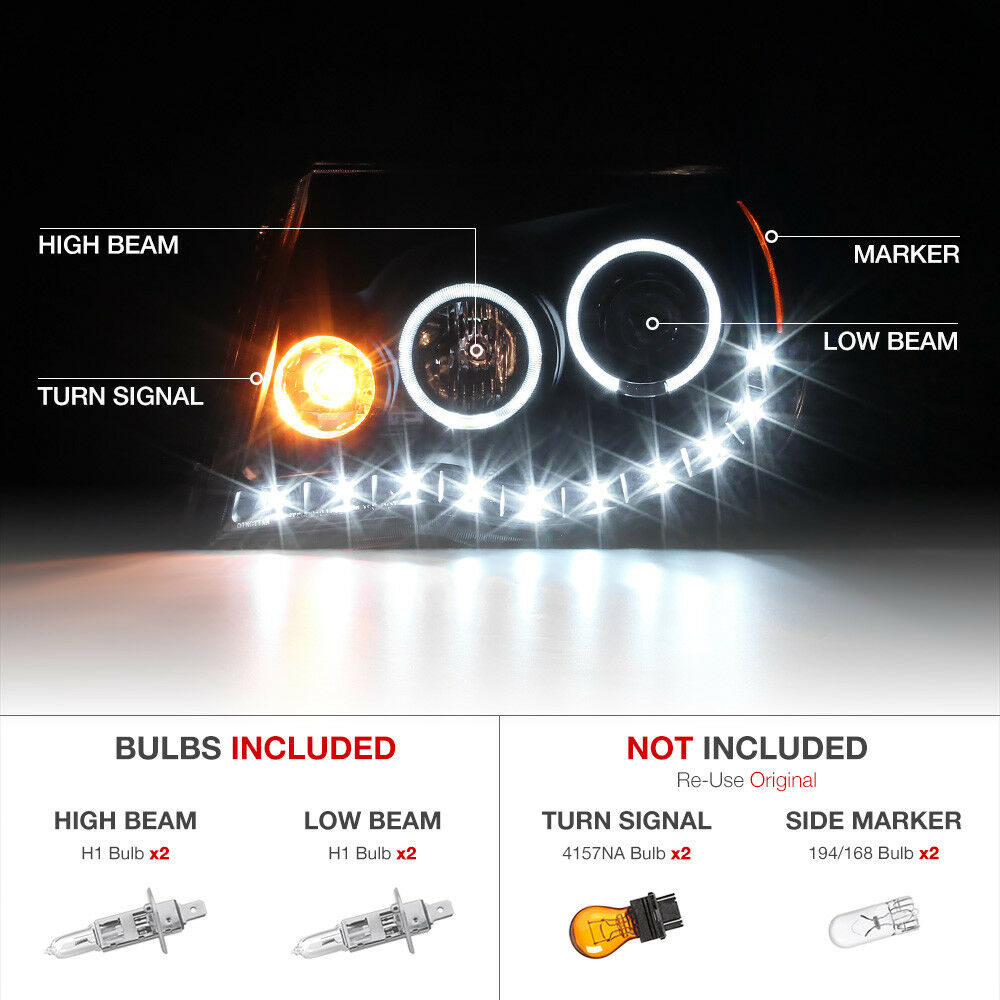 HIGH BEAM
MARKER
LOW BEAM
TURN SIGNAL
BULBS INCLUDED
NOT INCLUDED
Re-Use Original
HIGH BEAM
LOW BEAM
TURN SIGNAL
SIDE MARKER
H1 Bulb x2
H1 Bulb x2
4157NA Bulb x2
194/168 Bulb x2